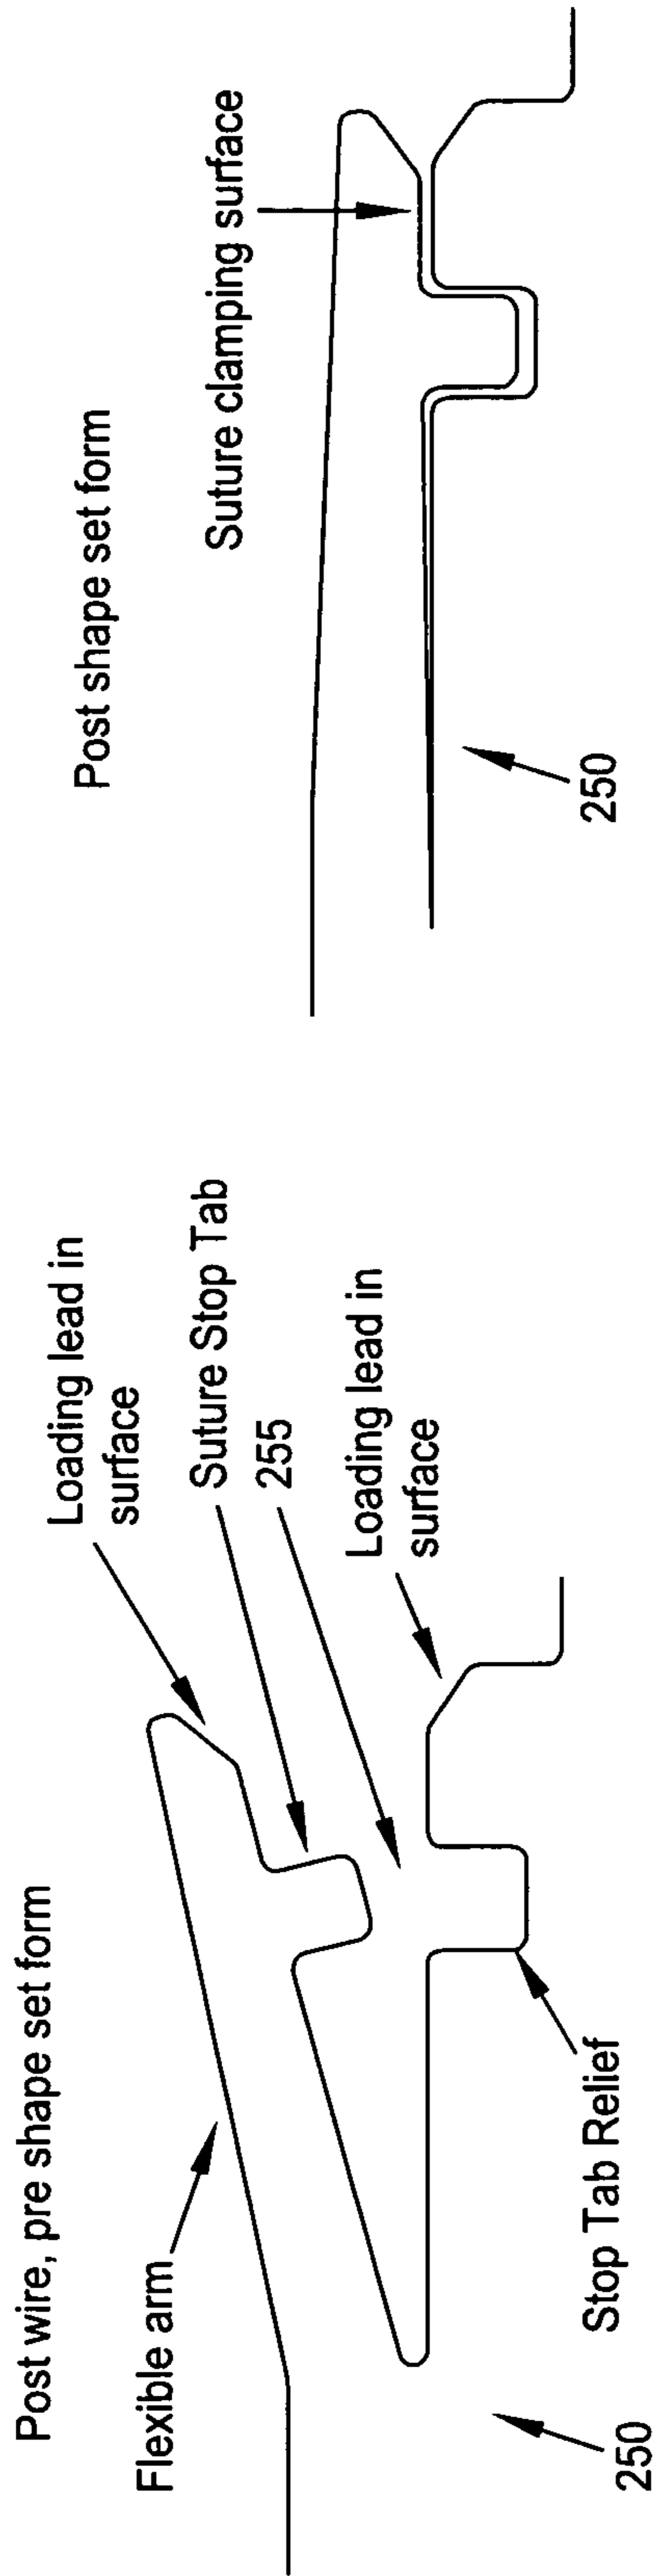 Post wire, pre shape set form
Flexible arm
Loading lead in
surface
Suture Stop Tab
255
Loading lead in
surface
Stop Tab Relief
250
Post shape set form
Suture clamping surface
250